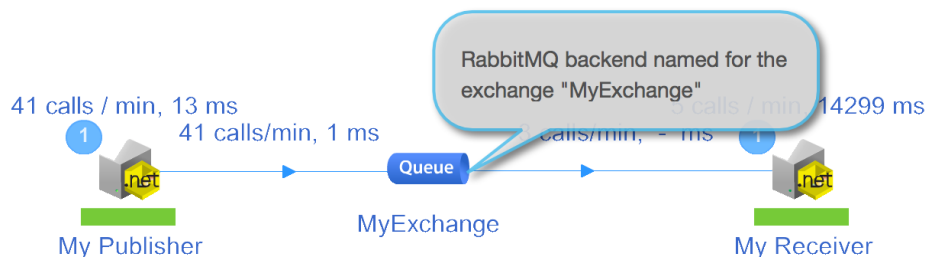 RabbitMQ backend named for the
exchange "MyExchange"
41 calls / min, 13 ms
5 calls / min, 14299 ms
1
41 calls/min, 1 ms
calls/min, - ms
1
.net
Queue
.net
MyExchange
My Publisher
My Receiver